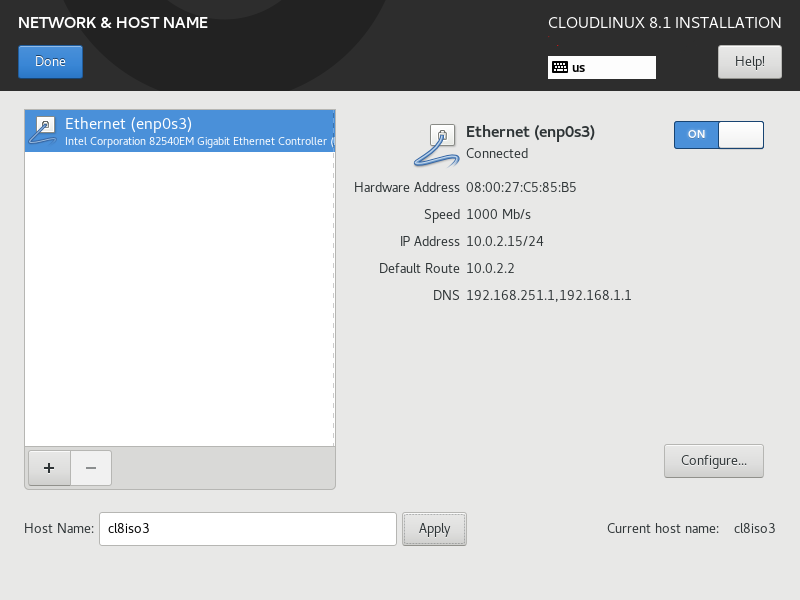 NETWORK & HOST NAME
CLOUDLINUX 8.1 INSTALLATION
Done
us
Help!
Ethernet (enp0s3)
Intel Corporation 82540EM Gigabit Ethernet Controller (
Ethernet (enp0s3)
Connected
ON
Hardware Address 08:00:27:C5:85:B5
Speed 1000 Mb/s
IP Address 10.0.2.15/24
Default Route 10.0.2.2
DNS 192.168.251.1,192.168.1.1
+ −
Configure...
Host Name: cl8iso3 Apply
Current host name: cl8iso3